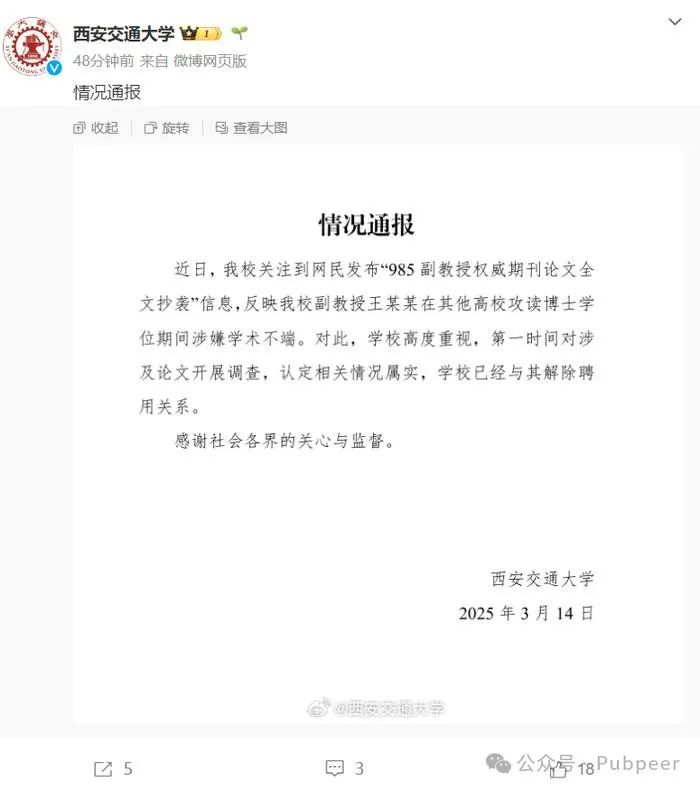 西安交通大学 1
48分钟前 来自 微博网页版
情况通报
收起 旋转 查看大图
情况通报
近日，我校关注到网民发布“985 副教授权威期刊论文全
文抄袭”信息，反映我校副教授王某某在其他高校攻读博士学
位期间涉嫌学术不端。对此，学校高度重视，第一时间对涉
及论文开展调查，认定相关情况属实，学校已经与其解除聘
用关系。
感谢社会各界的关心与监督。
西安交通大学
2025 年 3 月 14 日
@西安交通大学
5 3 18
公众号 · Pubpeer